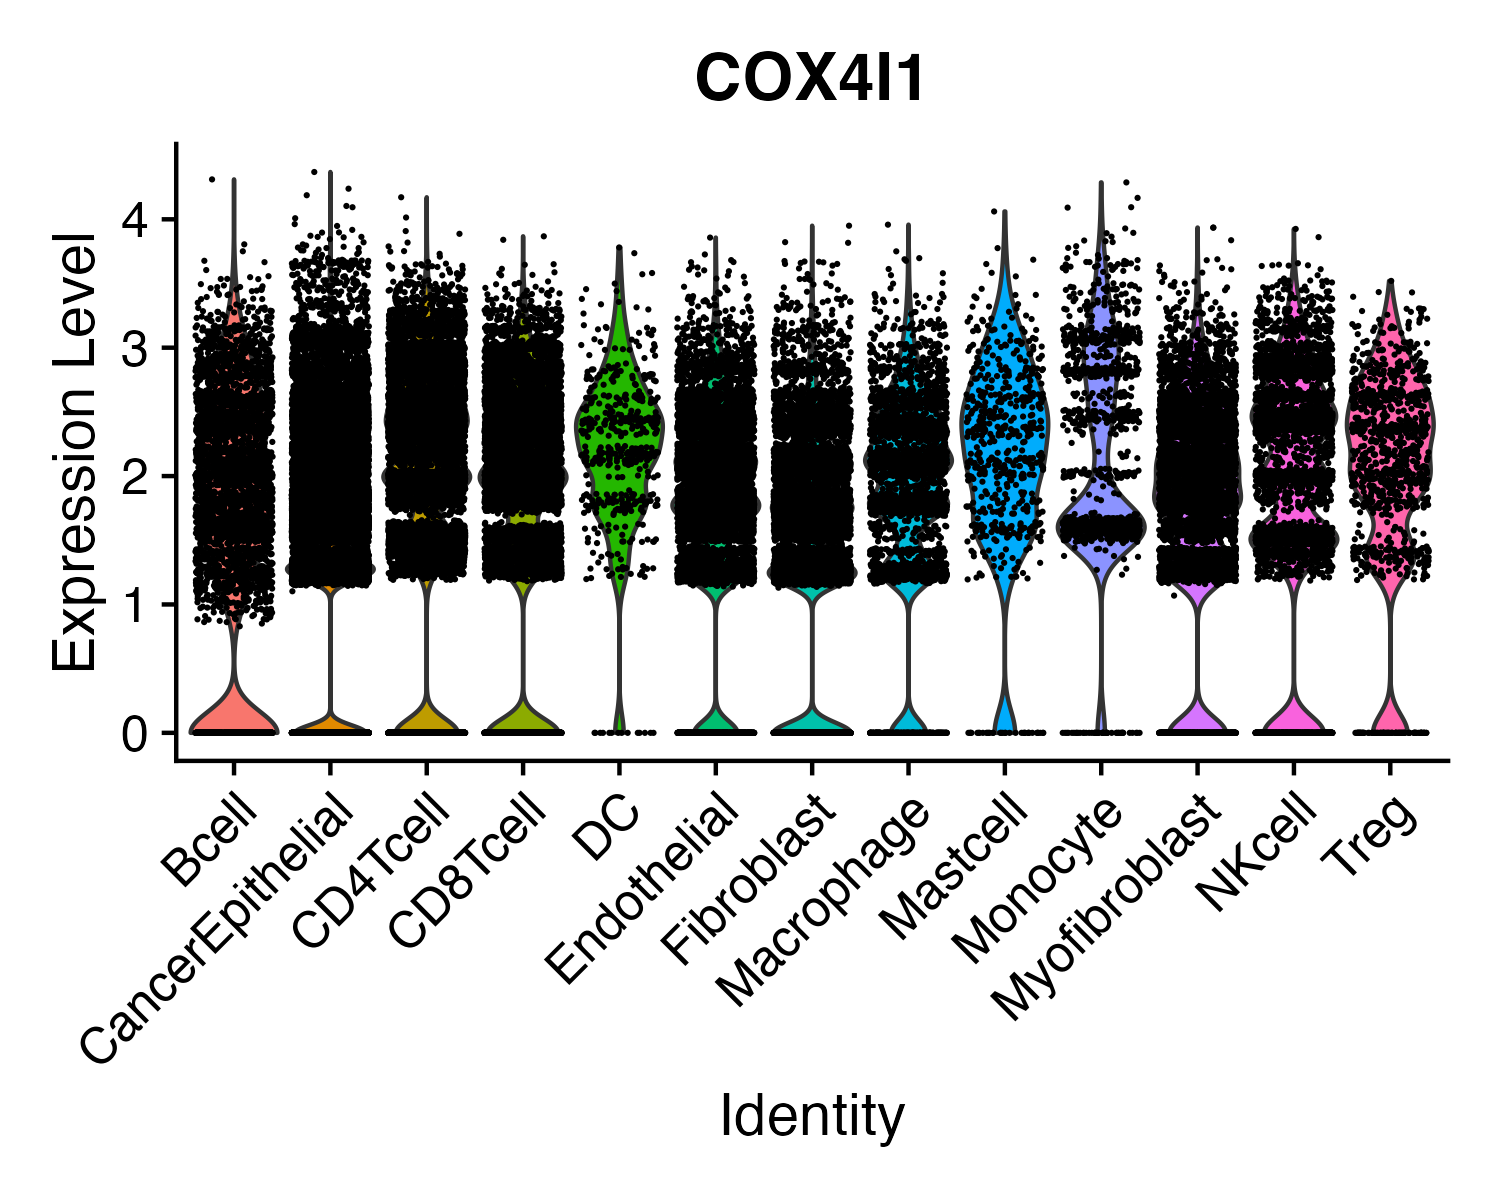 COX4I1
Expression Level
4
3
2
1
0
Bcell
CancerEpithelial
CD4Tcell
CD8Tcell
DC
Endothelial
Fibroblast
Macrophage
Mastcell
Monocyte
Myofibroblast
NKcell
Treg
Identity